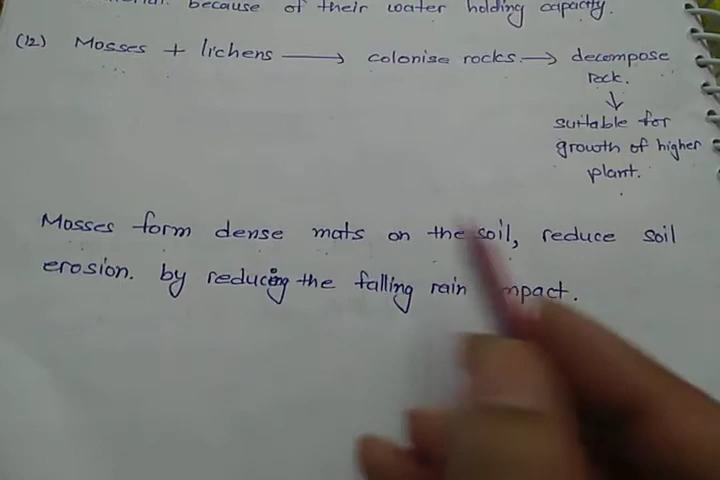 because of their water holding capacity.
(12) Mosses + lichens → colonise rocks. → decompose
rock.
↓
suitable for
growth of higher
plant.
Mosses form dense mats on the soil, reduce soil
erosion. by reducing the falling rain impact.